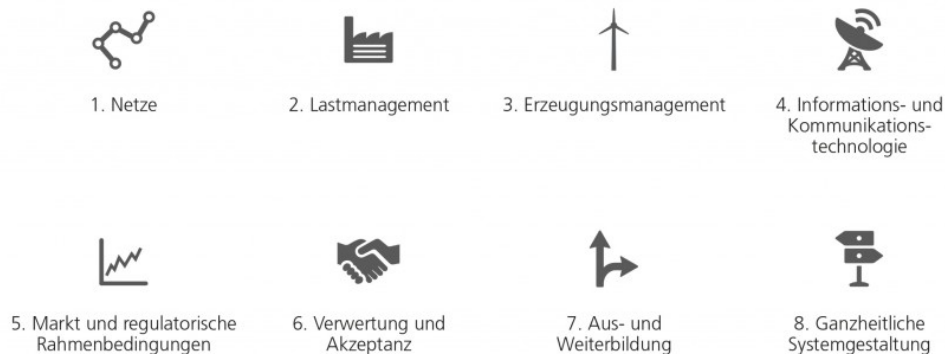 1. Netze
2. Lastmanagement
3. Erzeugungsmanagement
4. Informations- und
Kommunikations-
technologie
5. Markt und regulatorische
Rahmenbedingungen
6. Verwertung und
Akzeptanz
7. Aus- und
Weiterbildung
8. Ganzheitliche
Systemgestaltung